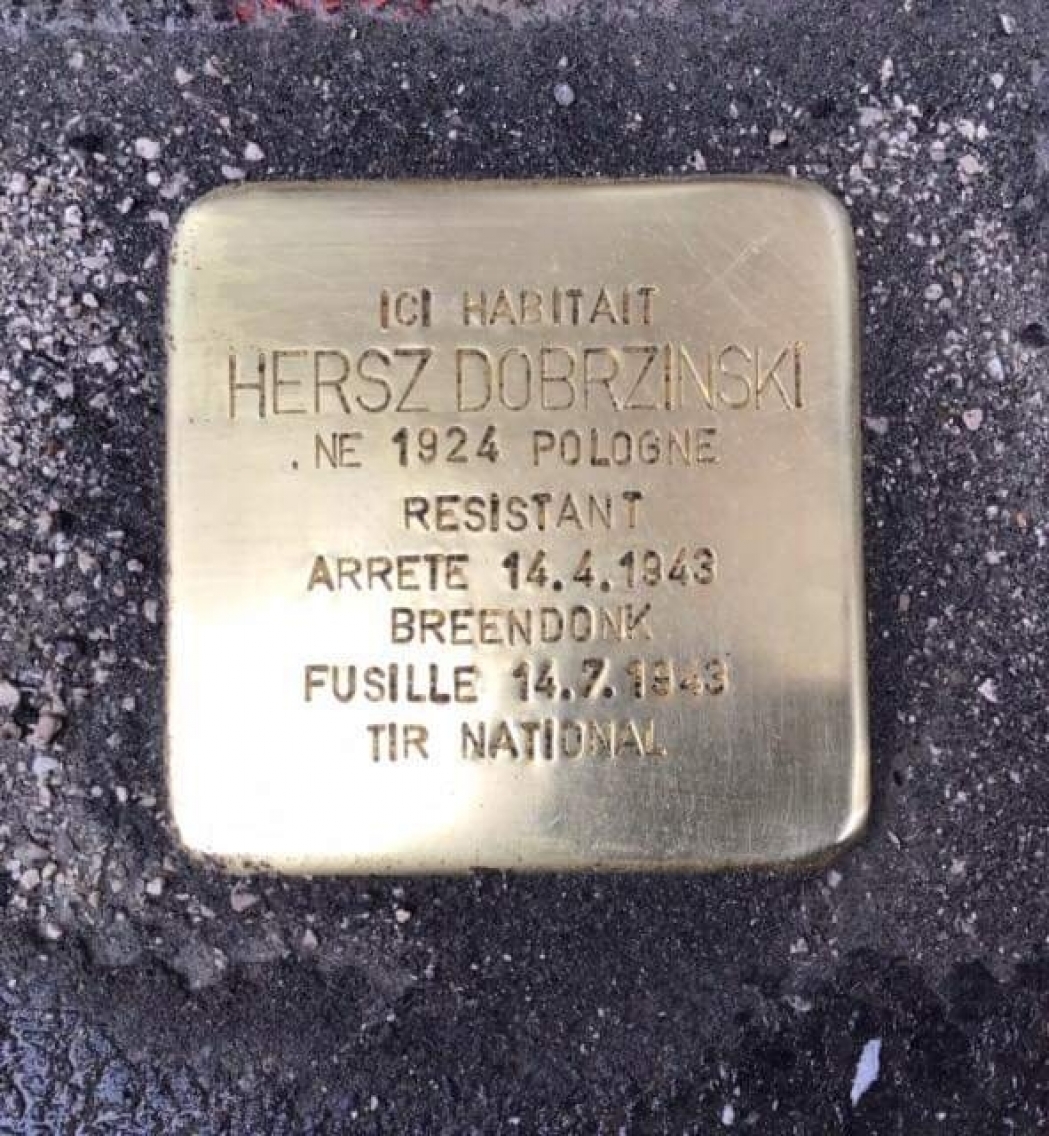 ICI HABITAIT
HERSZ DOBRZINSKI
. NE 1924 POLOGNE
RESISTANT
ARRETE 14.4.1943
BREENDONK
FUSILLE 14.7.1943
TIR NATIONAL